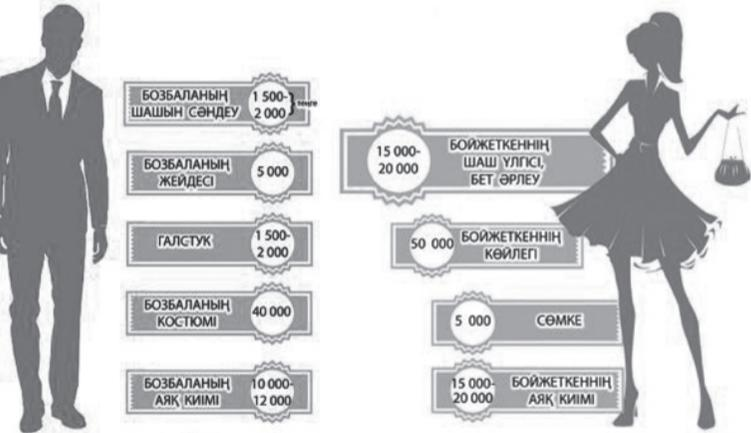 БОЗБАЛАНЫҢ
ШАШЫН СӘНДЕУ
1 500-
2 000
теңге
БОЗБАЛАНЫҢ
ЖЕЙДЕСІ
5 000
ГАЛСТУК
1 500-
2 000
БОЗБАЛАНЫҢ
КОСТЮМІ
40 000
БОЗБАЛАНЫҢ
АЯҚ КИІМІ
10 000-
12 000
15 000-
20 000
БОЙЖЕТКЕННІҢ
ШАШ ҮЛГІСІ,
БЕТ ӘРЛЕУ
50 000
БОЙЖЕТКЕННІҢ
КӨЙЛЕГІ
5 000
СӨМКЕ
15 000-
20 000
БОЙЖЕТКЕННІҢ
АЯҚ КИІМІ